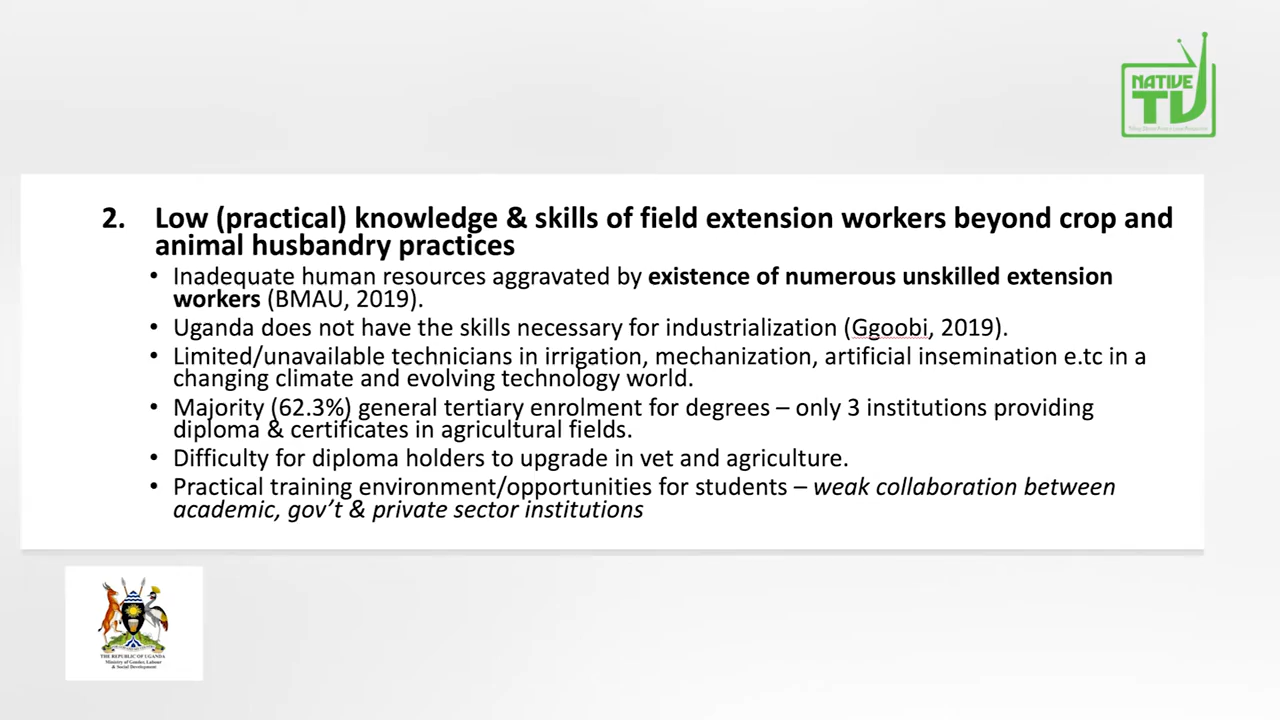 NATIVE
TV
2. Low (practical) knowledge & skills of field extension workers beyond crop and
animal husbandry practices
• Inadequate human resources aggravated by existence of numerous unskilled extension
workers (BMAU, 2019).
• Uganda does not have the skills necessary for industrialization (Ggoobi, 2019).
• Limited/unavailable technicians in irrigation, mechanization, artificial insemination e.tc in a
changing climate and evolving technology world.
• Majority (62.3%) general tertiary enrolment for degrees – only 3 institutions providing
diploma & certificates in agricultural fields.
• Difficulty for diploma holders to upgrade in vet and agriculture.
• Practical training environment/opportunities for students – weak collaboration between
academic, gov’t & private sector institutions
THE REPUBLIC OF UGANDA
Ministry of Gender, Labour
& Social Development